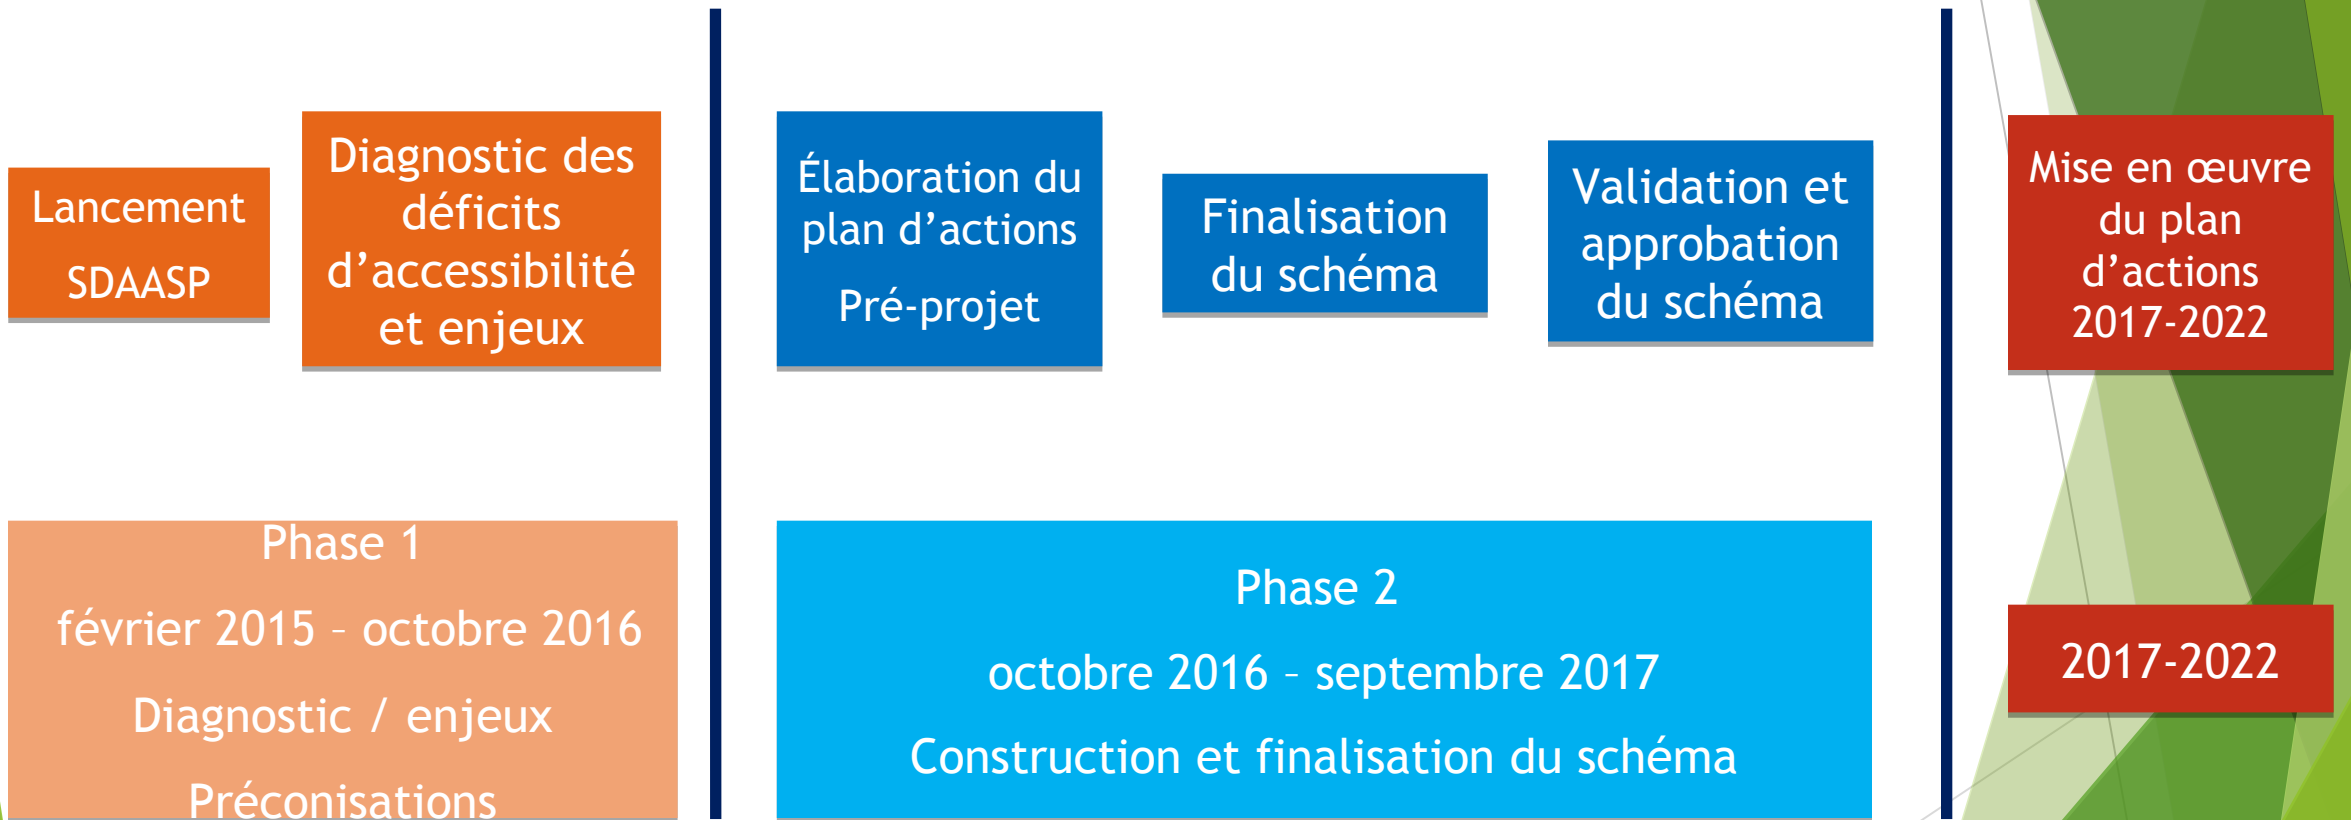 Lancement
SDAASP
Diagnostic des
déficits
d’accessibilité
et enjeux
Élaboration du
plan d’actions
Pré-projet
Finalisation
du schéma
Validation et
approbation
du schéma
Mise en œuvre
du plan
d’actions
2017-2022
Phase 1
février 2015 – octobre 2016
Diagnostic / enjeux
Préconisations
Phase 2
octobre 2016 – septembre 2017
Construction et finalisation du schéma
2017-2022